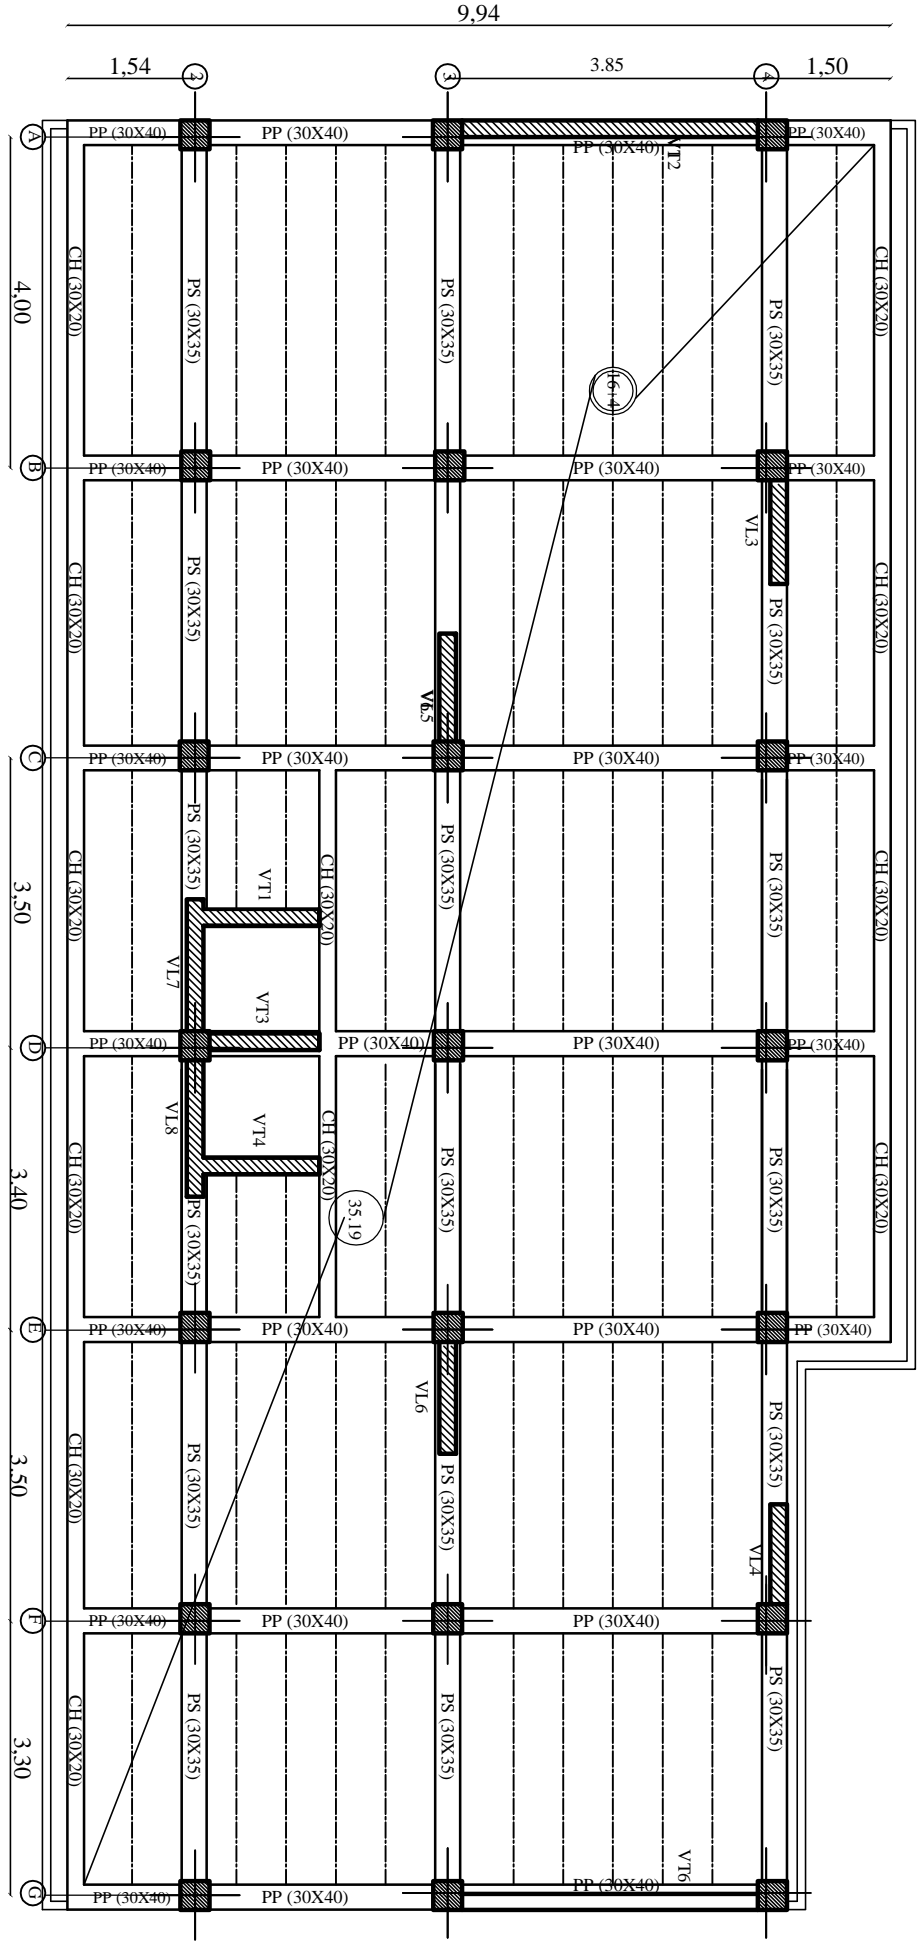 9,94
1,54
3.85
1,50
2
3
4
A
PP (30X40)
PP (30X40)
PP (30X40)
PP (30X40)
VT2
4,00
CH (30X20)
PS (30X35)
PS (30X35)
PS (30X35)
CH (30X20)
16+4
B
PP (30X40)
PP (30X40)
PP (30X40)
PP (30X40)
VL3
CH (30X20)
PS (30X35)
PS (30X35)
CH (30X20)
C
PP (30X40)
PP (30X40)
PP (30X40)
PP (30X40)
3,50
CH (30X20)
PS (30X35)
VT1
CH (30X20)
PS (30X35)
PS (30X35)
CH (30X20)
VL7
VT3
D
PP (30X40)
PP (30X40)
PP (30X40)
PP (30X40)
VL8
VT4
3,40
CH (30X20)
PS (30X35)
CH (30X20)
PS (30X35)
PS (30X35)
CH (30X20)
35.19
E
PP (30X40)
PP (30X40)
PP (30X40)
PP (30X40)
VL6
3,50
CH (30X20)
PS (30X35)
PS (30X35)
PS (30X35)
VL4
F
PP (30X40)
PP (30X40)
PP (30X40)
3,30
CH (30X20)
PS (30X35)
PS (30X35)
PS (30X35)
VT6
G
PP (30X40)
PP (30X40)
PP (30X40)